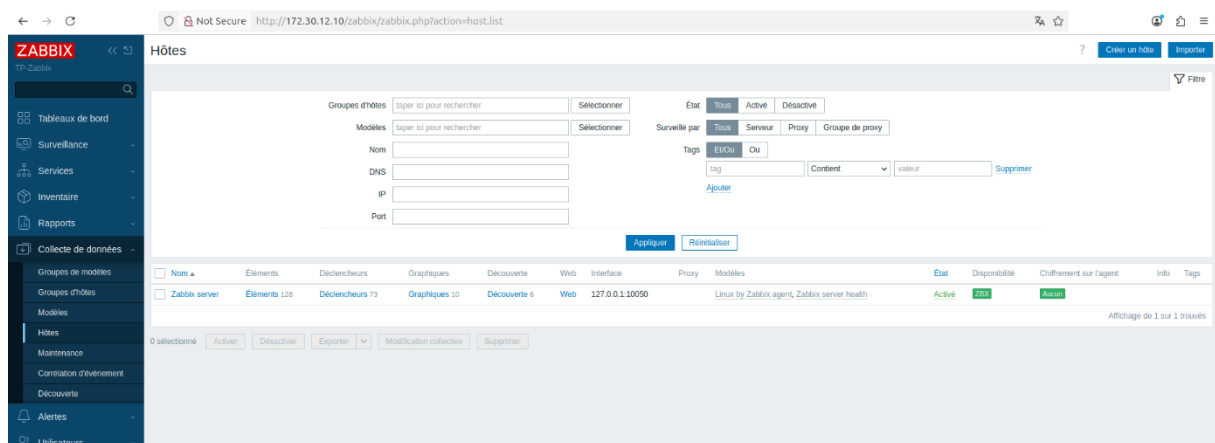 Not Secure http://172.30.12.10/zabbix/zabbix.php?action=host.list
ZABBIX
TP-Zabbix
Tableaux de bord
Surveillance
Services
Inventaire
Rapports
Collecte de données
Groupes de modèles
Groupes d'hôtes
Modèles
Hôtes
Maintenance
Corrélation d'événement
Découverte
Alertes
Utilisateurs
Hôtes
? Créer un hôte Importer
Filtre
Groupes d'hôtes taper ici pour rechercher Sélectionner État Tous Activé Désactivé
Modèles taper ici pour rechercher Sélectionner Surveillé par Tous Serveur Proxy Groupe de proxy
Nom Tags Et/Ou Ou
DNS tag Contient valeur Supprimer
IP Ajouter
Port
Appliquer Réinitialiser
Nom Éléments Déclencheurs Graphiques Découverte Web Interface Proxy Modèles État Disponibilité Chiffrement sur l'agent Info Tags
Zabbix server Éléments 128 Déclencheurs 73 Graphiques 10 Découverte 6 Web 127.0.0.1:10050 Linux by Zabbix agent, Zabbix server health Activé ZBX Aucun
Affichage de 1 sur 1 trouvés
0 sélectionné Activer Désactiver Exporter Modification collective Supprimer